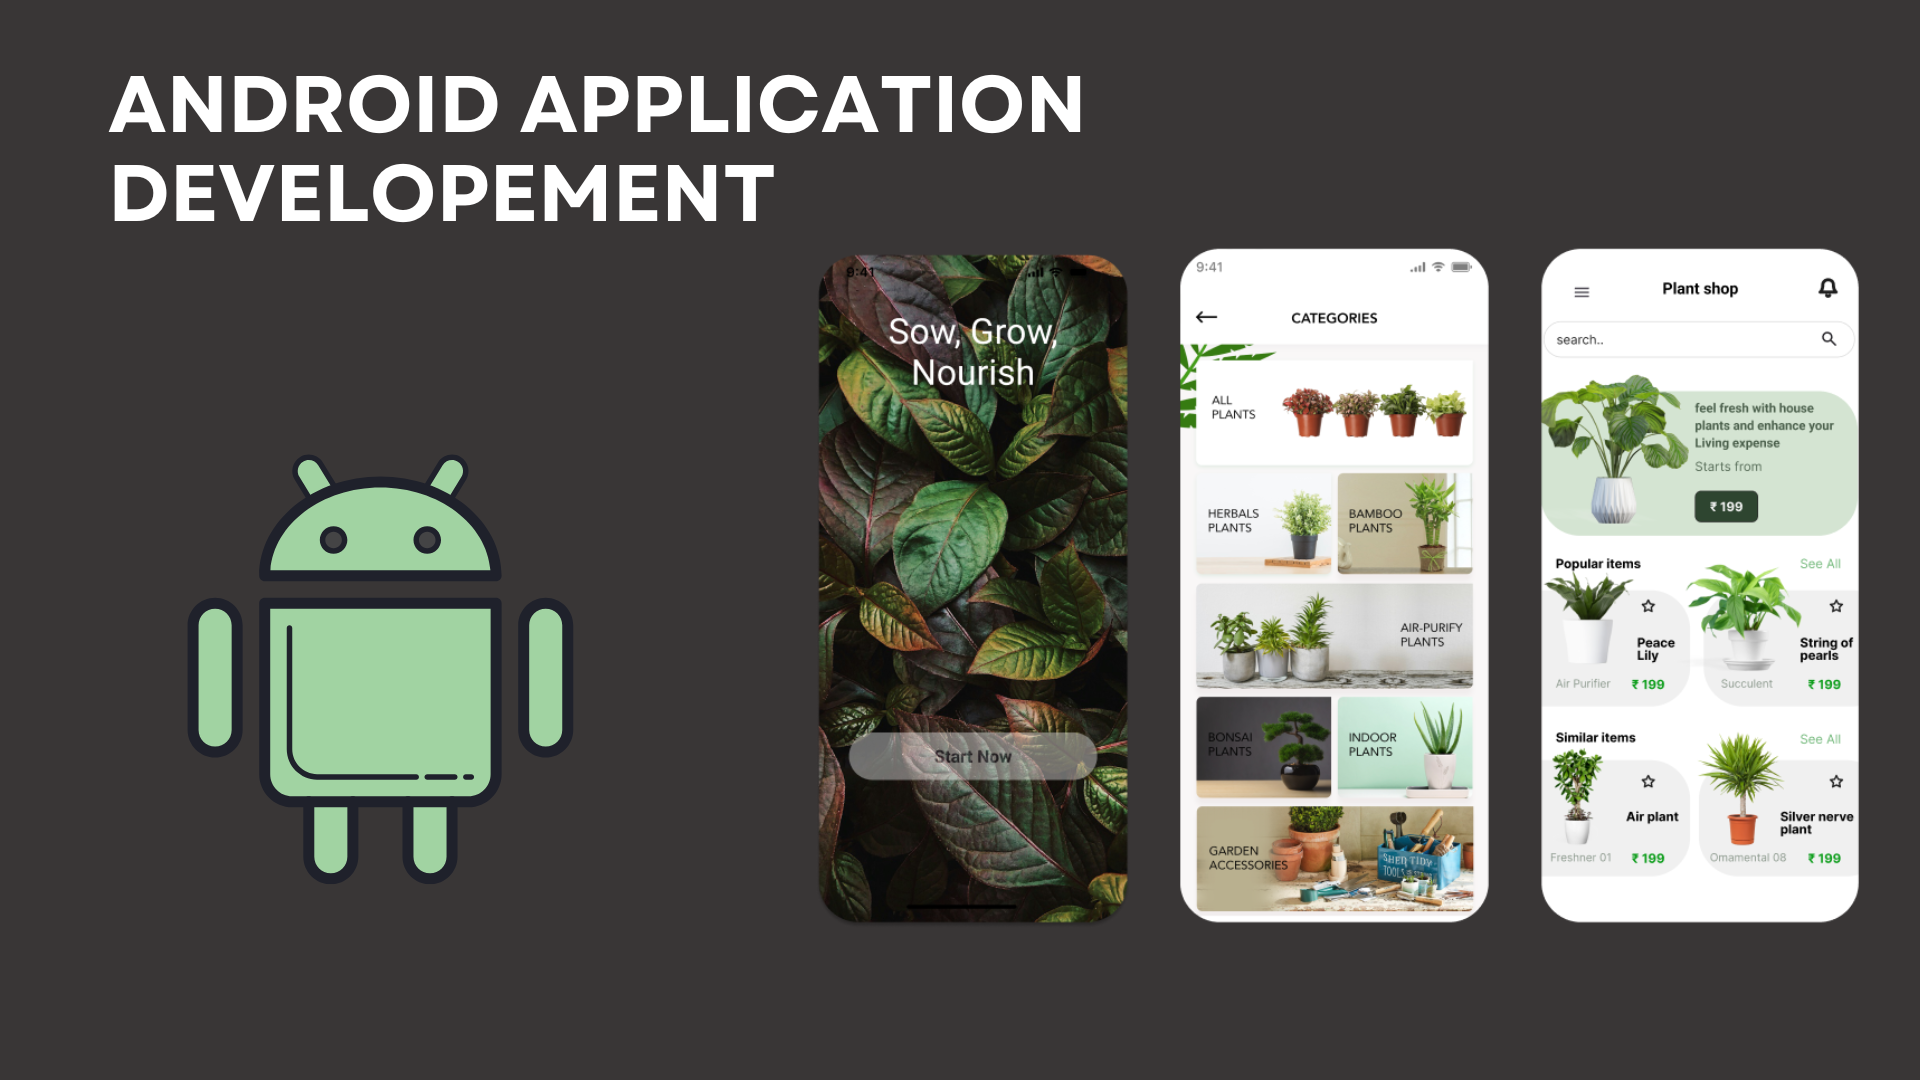 ANDROID APPLICATION
DEVELOPEMENT
9:41
Sow, Grow,
Nourish
Start Now
9:41
CATEGORIES
ALL
PLANTS
HERBALS
PLANTS
BAMBOO
PLANTS
AIR-PURIFY
PLANTS
BONSAI
PLANTS
INDOOR
PLANTS
GARDEN
ACCESSORIES
SHED TIDY
TOOLS
Plant shop
search..
feel fresh with house
plants and enhance your
Living expense
Starts from
₹ 199
Popular items
See All
Peace
Lily
Air Purifier
₹ 199
String of
pearls
Succulent
₹ 199
Similar items
See All
Air plant
Freshner 01
₹ 199
Silver nerve
plant
Omamental 08
₹ 199